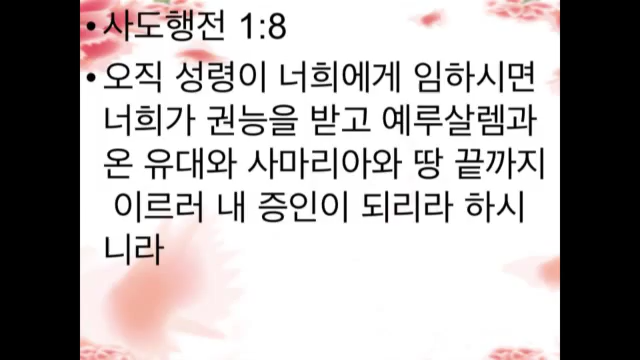 • 사도행전 1:8
• 오직 성령이 너희에게 임하시면
너희가 권능을 받고 예루살렘과
온 유대와 사마리아와 땅 끝까지
이르러 내 증인이 되리라 하시
니라